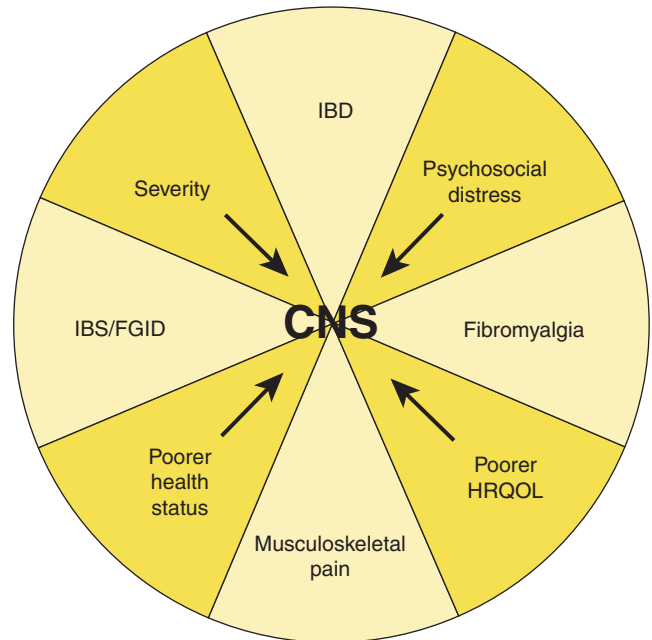 IBD
Psychosocial
distress
Severity
CNS
IBS/FGID
Fibromyalgia
Poorer
health
status
Poorer
HRQOL
Musculoskeletal
pain